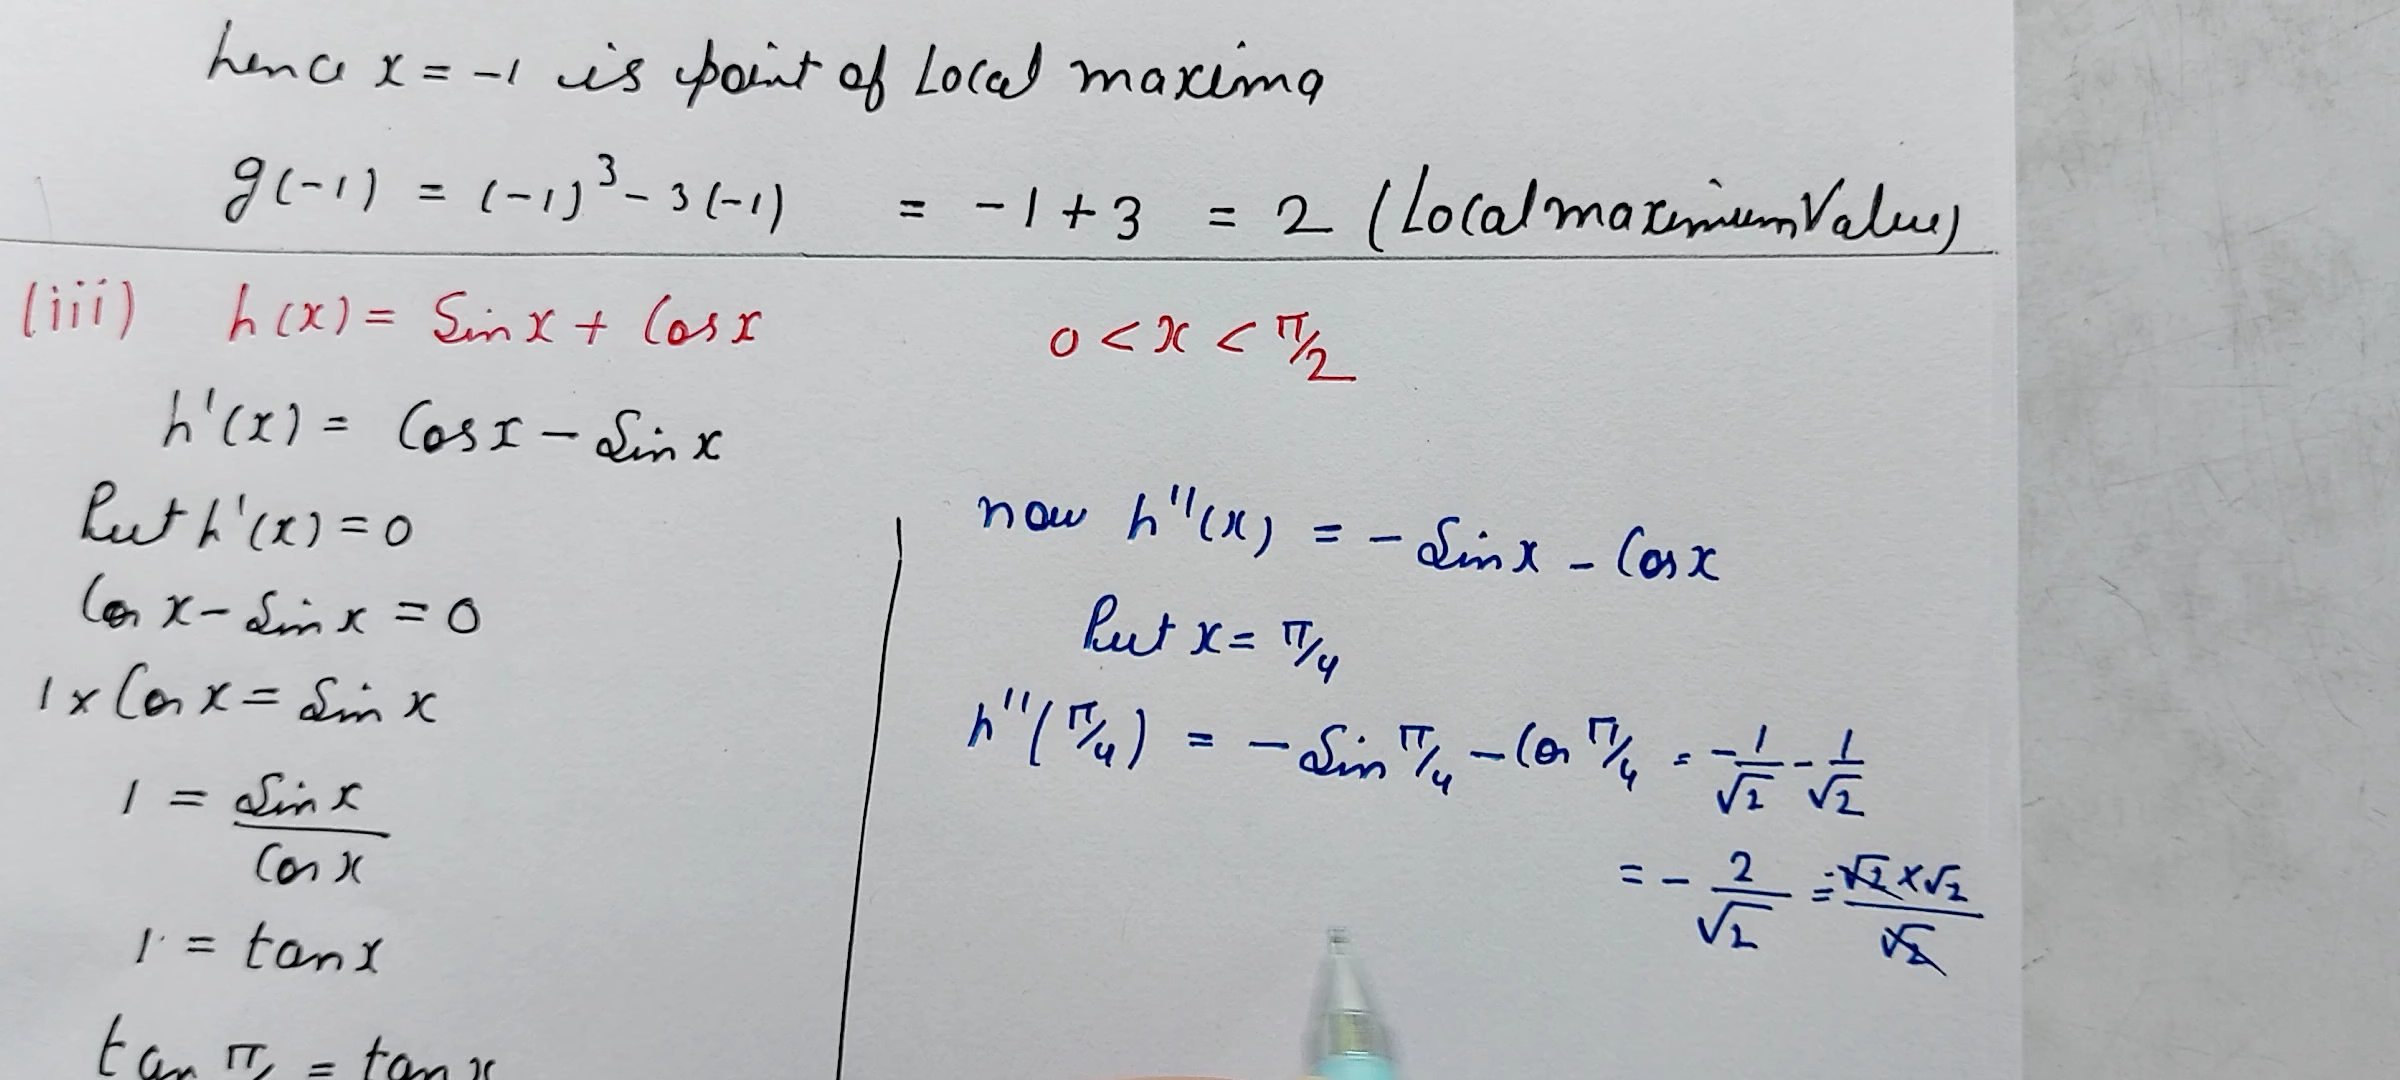 hence x = -1 is point of Local maxima
g(-1) = (-1)³ - 3(-1) = -1 + 3 = 2 (Local maximum Value)
(iii) h(x) = Sin x + Cos x 0 < x < π/2
h'(x) = Cos x - Sin x
Put h'(x) = 0
Cos x - Sin x = 0
1 x Cos x = Sin x
1 = Sin x / Cos x
1 = tan x
tan π/ = tan x
now h''(x) = - Sin x - Cos x
Put x = π/4
h''(π/4) = - Sin π/4 - Cos π/4 = -1/√2 - 1/√2
= - 2/√2 = -√2 x √2 / √2